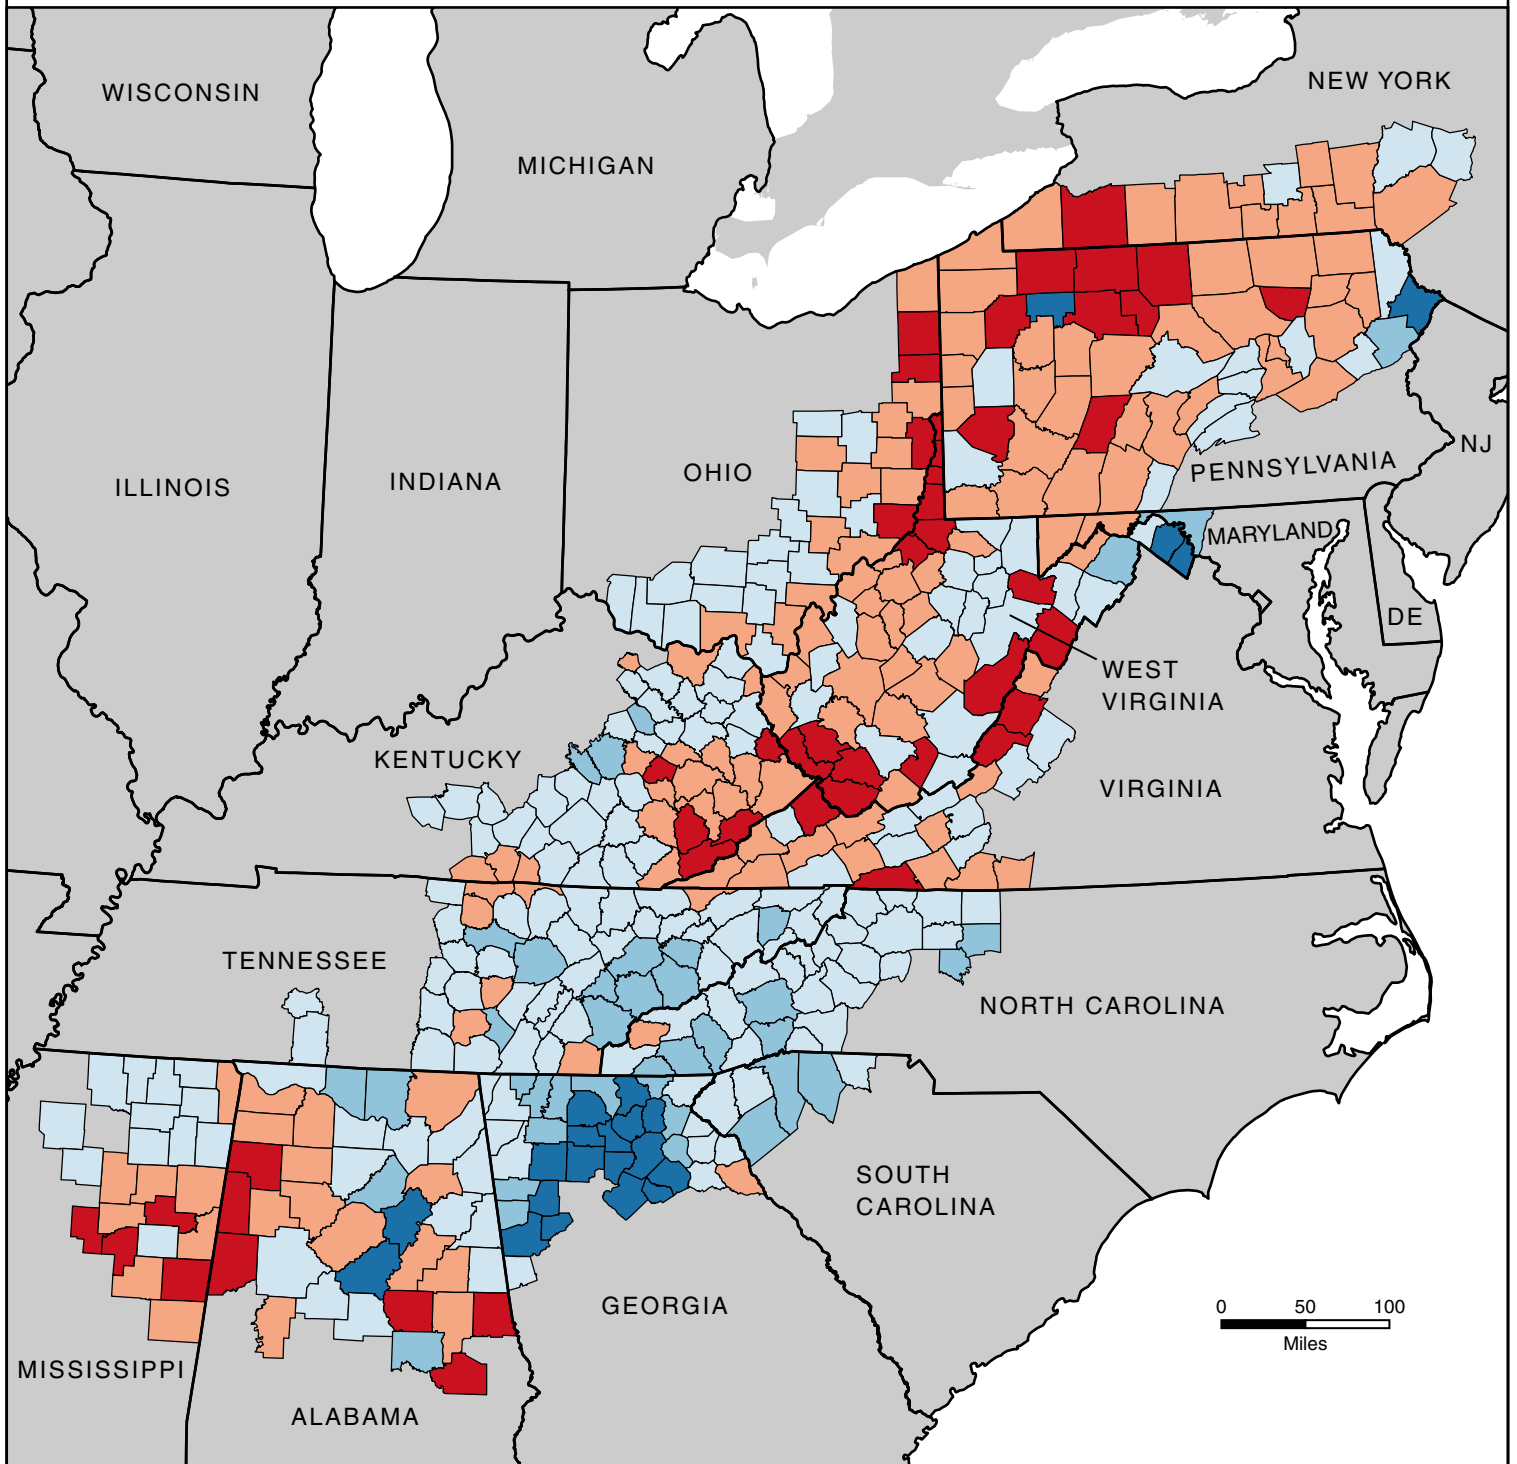 NEW YORK
WISCONSIN
MICHIGAN
NJ
PENNSYLVANIA
OHIO
INDIANA
ILLINOIS
MARYLAND
DE
WEST
VIRGINIA
KENTUCKY
VIRGINIA
TENNESSEE
NORTH CAROLINA
SOUTH
CAROLINA
GEORGIA
0 50 100
Miles
MISSISSIPPI
ALABAMA